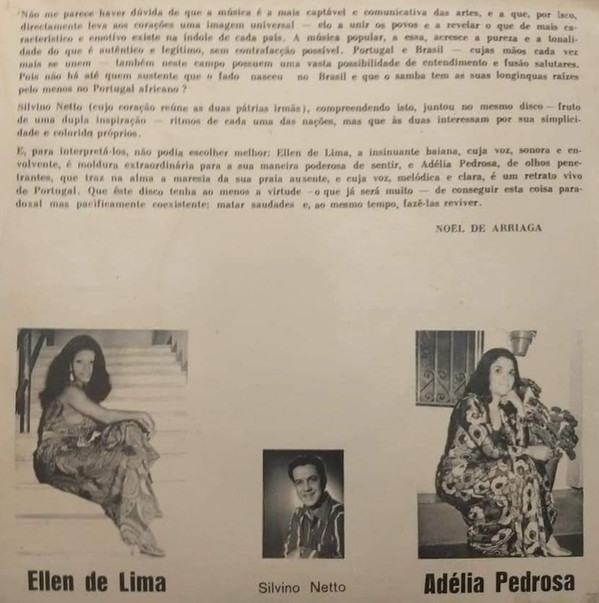 'Não me parece haver dúvida de que a música é a mais captável e comunicativa das artes, e a que, por isso,
directamente leva aos corações uma imagem universal — elo a unir os povos e a revelar o que de mais ca-
racterístico e emotivo existe na índole de cada país. A música popular, a essa, acresce a pureza e a tonali-
dade do que é autêntico e legítimo, sem contrafacção possível. Portugal e Brasil — cujas mãos cada vez
mais se unem — também neste campo possuem uma vasta possibilidade de entendimento e fusão salutares.
Pois não há até quem sustente que o fado nasceu no Brasil e que o samba tem as suas longinquas raízes
pelo menos no Portugal africano ?
Silvino Netto (cujo coração reúne as duas pátrias irmãs), compreendendo isto, juntou no mesmo disco — fruto
de uma dupla inspiração — ritmos de cada uma das nações, mas que às duas interessam por sua simplici-
dade e colorido próprios.
E, para interpretá-los, não podia escolher melhor: Ellen de Lima, a insinuante baiana, cuja voz, sonora e en-
volvente, é moldura extraordinária para a sua maneira poderosa de sentir, e Adélia Pedrosa, de olhos pene-
trantes, que traz na alma a maresia da sua praia ausente, e cuja voz, melódica e clara, é um retrato vivo
de Portugal. Que êste disco tenha ao menos a virtude - o que já será muito — de conseguir esta coisa para-
doxal mas pacificamente coexistente: matar saudades e, ao mesmo tempo, fazê-las reviver.
NOËL DE ARRIAGA
Ellen de Lima
Silvino Netto
Adélia Pedrosa